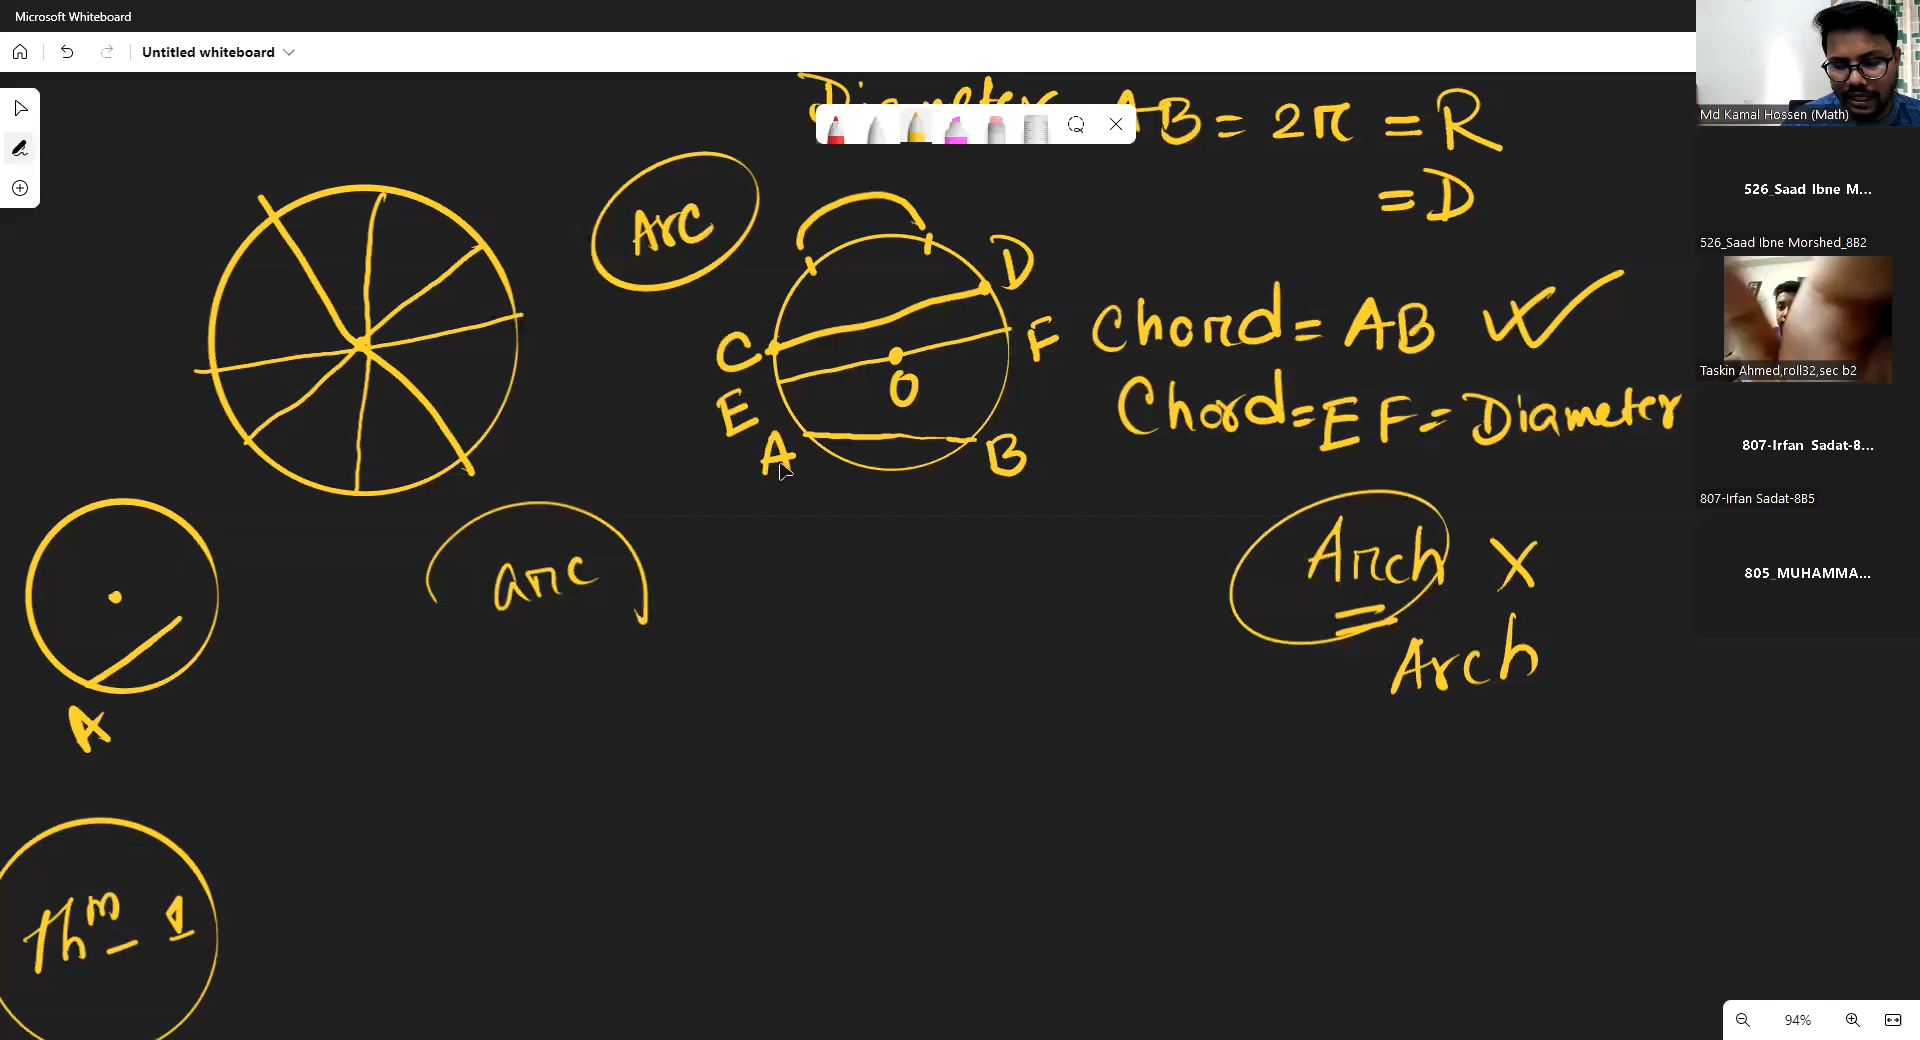 Microsoft Whiteboard
Untitled whiteboard
Diameter AB = 2r = R
= D
Arc
D
C
F
E
O
A
B
Chord = AB
Chord = EF = Diameter
arc
Arch X
Arch
A
Thm - 1
Md Kamal Hossen (Math)
526_Saad Ibne M...
526_Saad Ibne Morshed_8B2
Taskin Ahmed,roll32,sec b2
807-Irfan Sadat-8...
807-Irfan Sadat-8B5
805_MUHAMMA...
94%